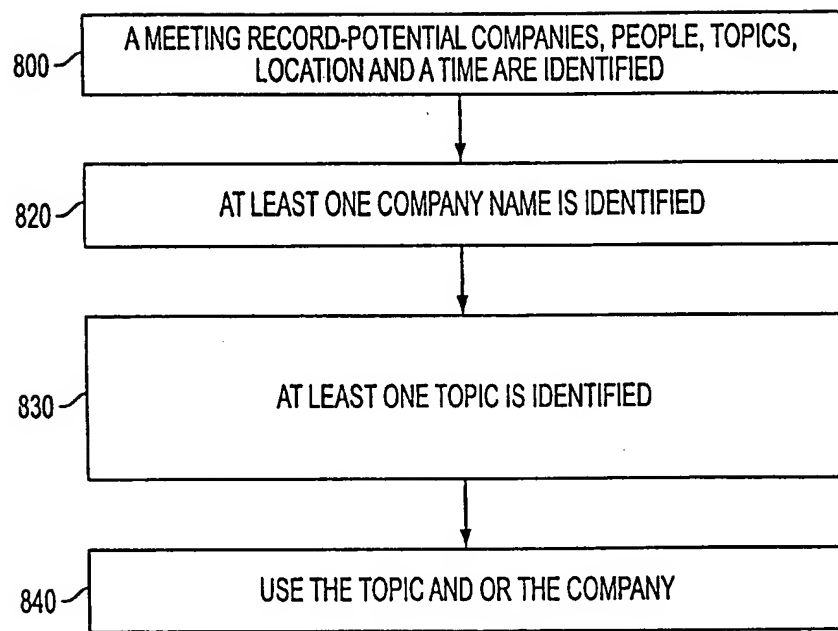 800
A MEETING RECORD-POTENTIAL COMPANIES, PEOPLE, TOPICS,
LOCATION AND A TIME ARE IDENTIFIED
820
AT LEAST ONE COMPANY NAME IS IDENTIFIED
830
AT LEAST ONE TOPIC IS IDENTIFIED
840
USE THE TOPIC AND OR THE COMPANY